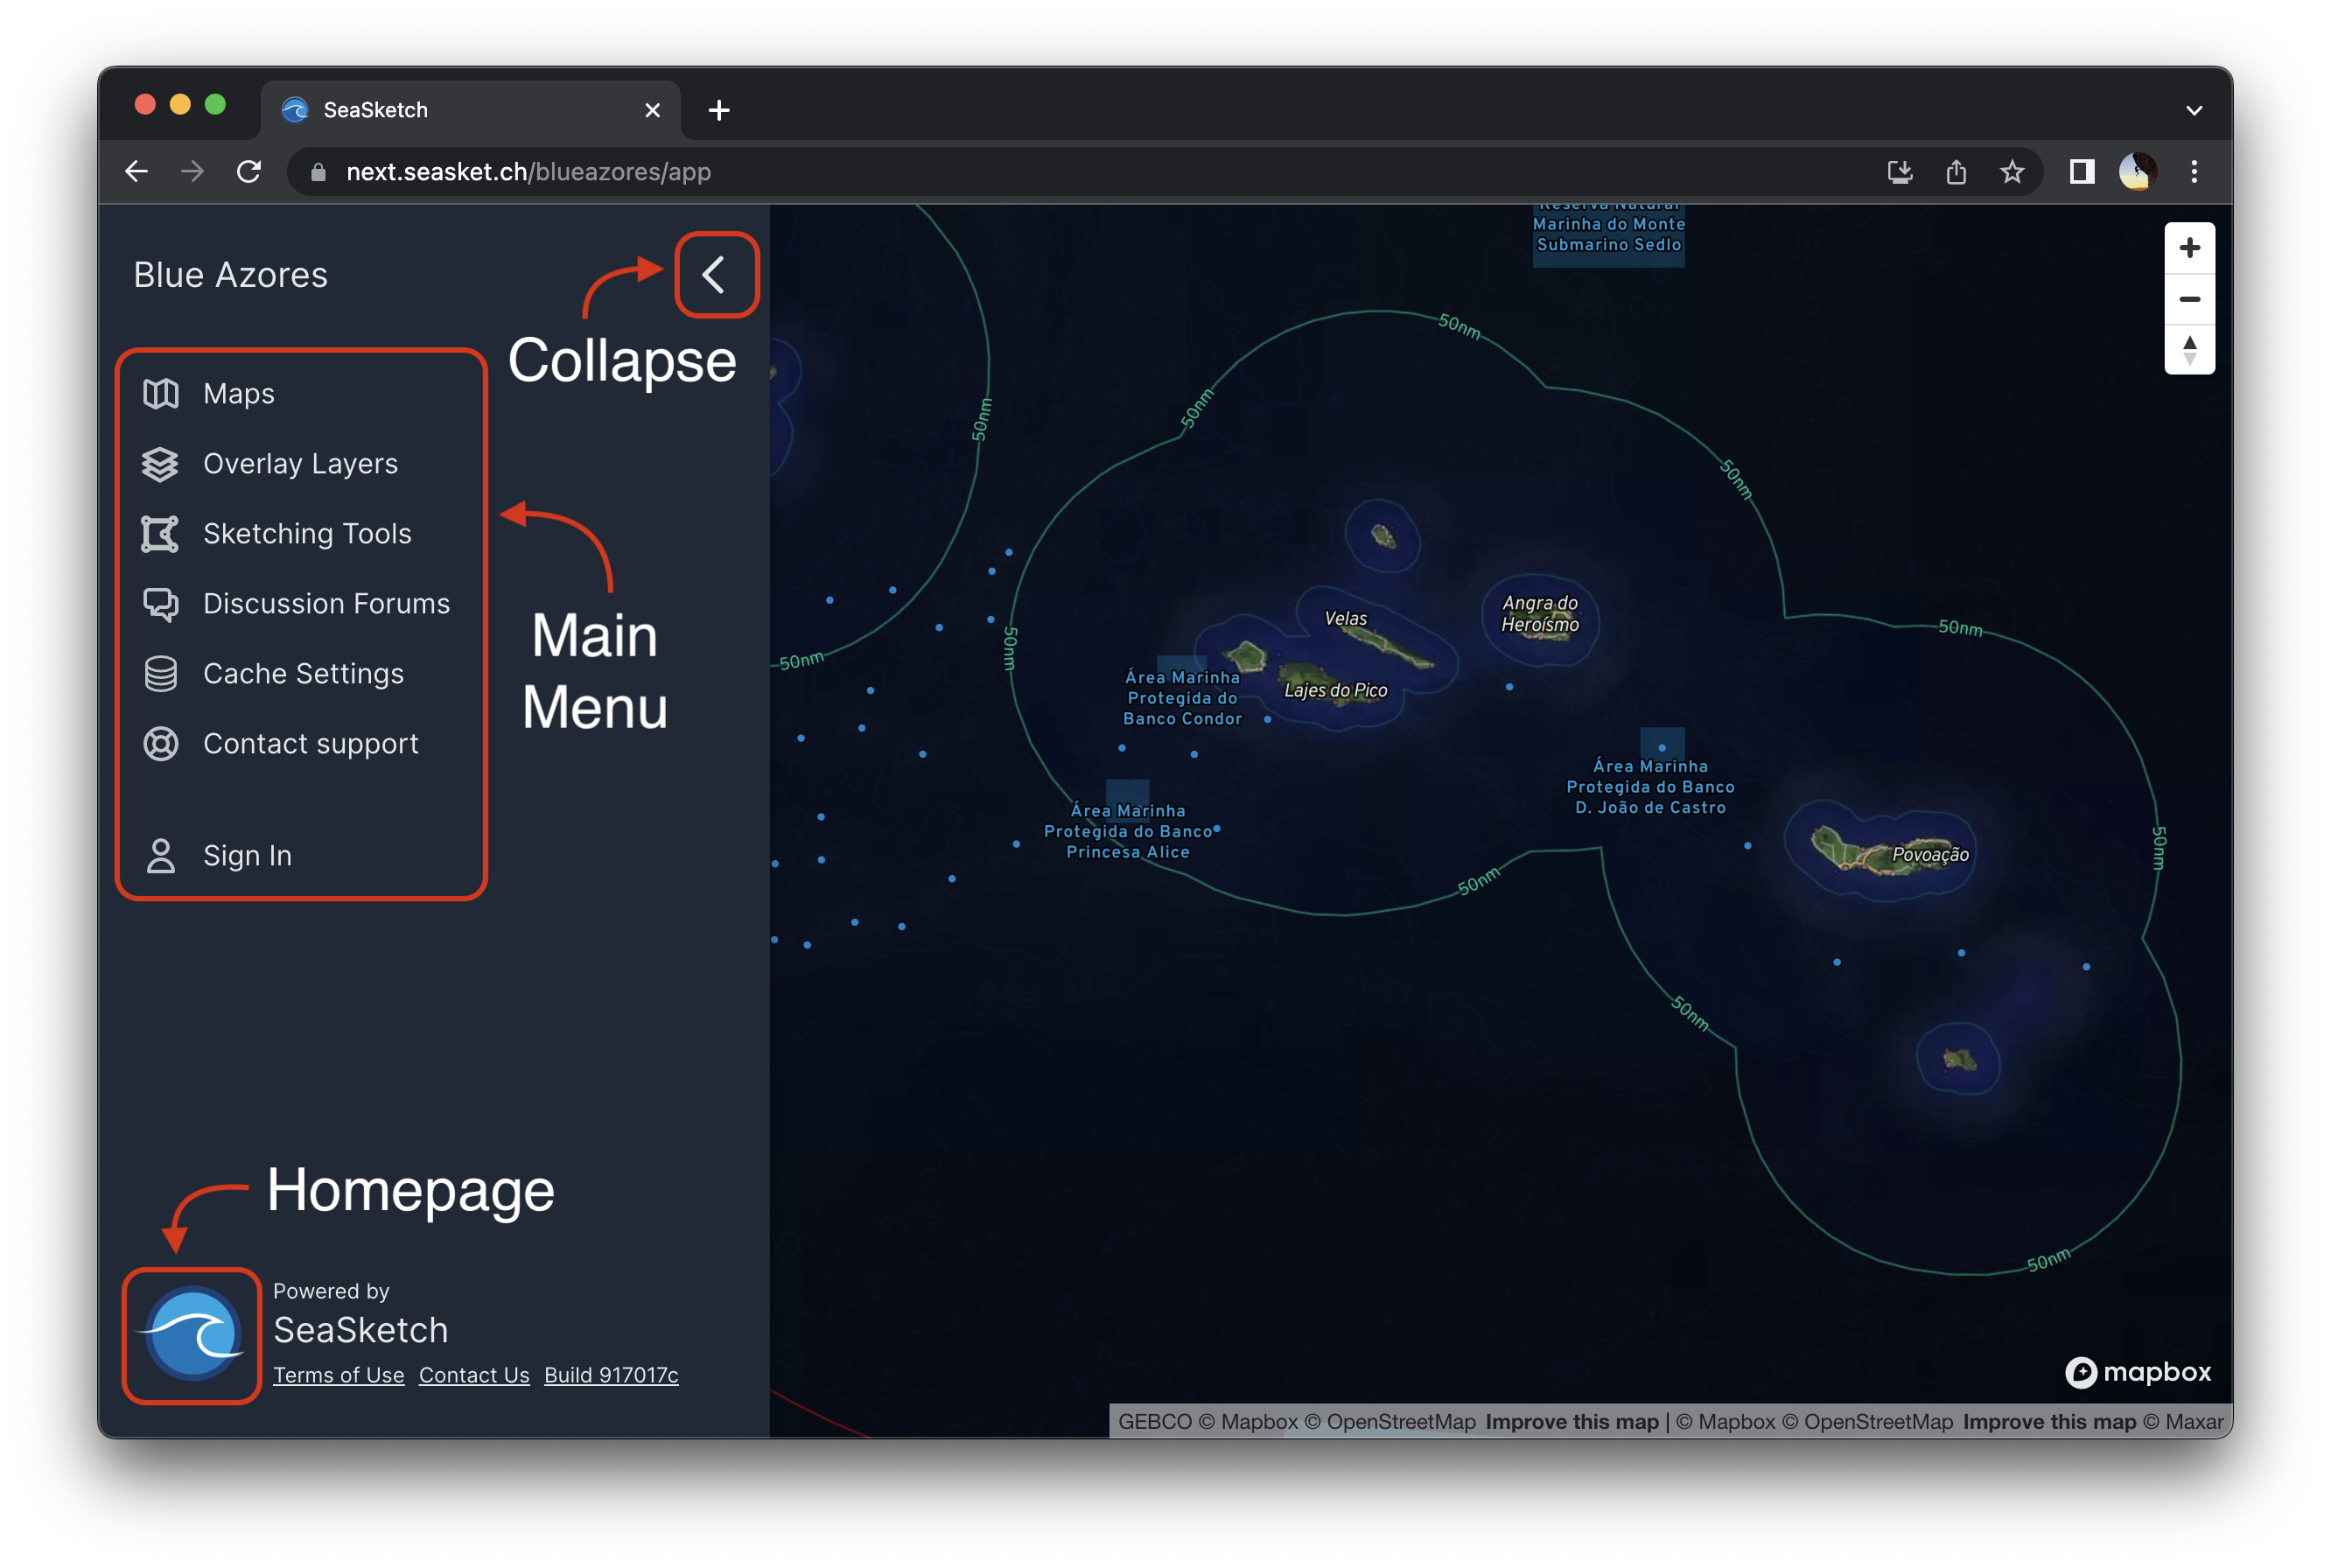 SeaSketch
next.seasket.ch/blueazores/app
Blue Azores
Collapse
Maps
Overlay Layers
Sketching Tools
Discussion Forums
Cache Settings
Contact support
Sign In
Main
Menu
Homepage
Powered by
SeaSketch
Terms of Use Contact Us Build 917017c
Reserva Natural
Marinha do Monte
Submarino Sedlo
50nm
50nm
50nm
50nm
50nm
50nm
50nm
50nm
50nm
50nm
50nm
Velas
Angra do
Heroísmo
Lajes do Pico
Área Marinha
Protegida do
Banco Condor
Área Marinha
Protegida do Banco
D. João de Castro
Área Marinha
Protegida do Banco
Princesa Alice
Povoação
mapbox
GEBCO © Mapbox © OpenStreetMap Improve this map | © Mapbox © OpenStreetMap Improve this map © Maxar